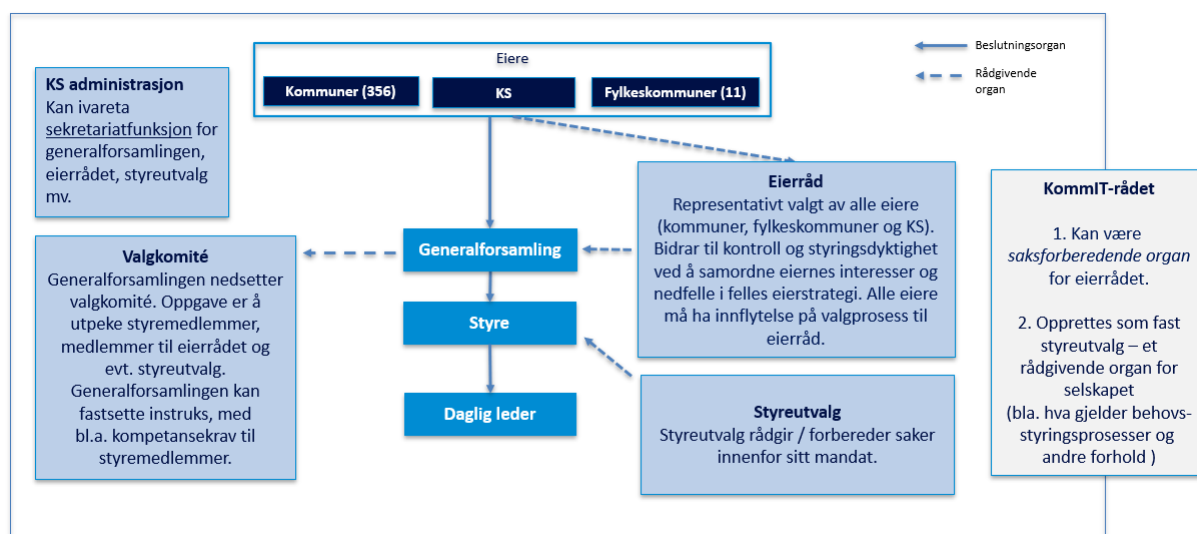 Eiere
Kommuner (356)
KS
Fylkeskommuner (11)
Beslutningsorgan
Rådgivende
organ
KS administrasjon
Kan ivareta
sekretariatfunksjon for
generalforsamlingen,
eierrådet, styreutvalg
mv.
Eierråd
Representativt valgt av alle eiere
(kommuner, fylkeskommuner og KS).
Bidrar til kontroll og styringsdyktighet
ved å samordne eiernes interesser og
nedfelle i felles eierstrategi. Alle eiere
må ha innflytelse på valgprosess til
eierråd.
KommIT-rådet
1. Kan være
saksforberedende organ
for eierrådet.
2. Opprettes som fast
styreutvalg – et
rådgivende organ for
selskapet
(bla. hva gjelder behovs-
styringsprosesser og
andre forhold )
Valgkomité
Generalforsamlingen nedsetter
valgkomité. Oppgave er å
utpeke styremedlemmer,
medlemmer til eierrådet og
evt. styreutvalg.
Generalforsamlingen kan
fastsette instruks, med
bl.a. kompetansekrav til
styremedlemmer.
Generalforsamling
Styre
Daglig leder
Styreutvalg
Styreutvalg rådgir / forbereder saker
innenfor sitt mandat.